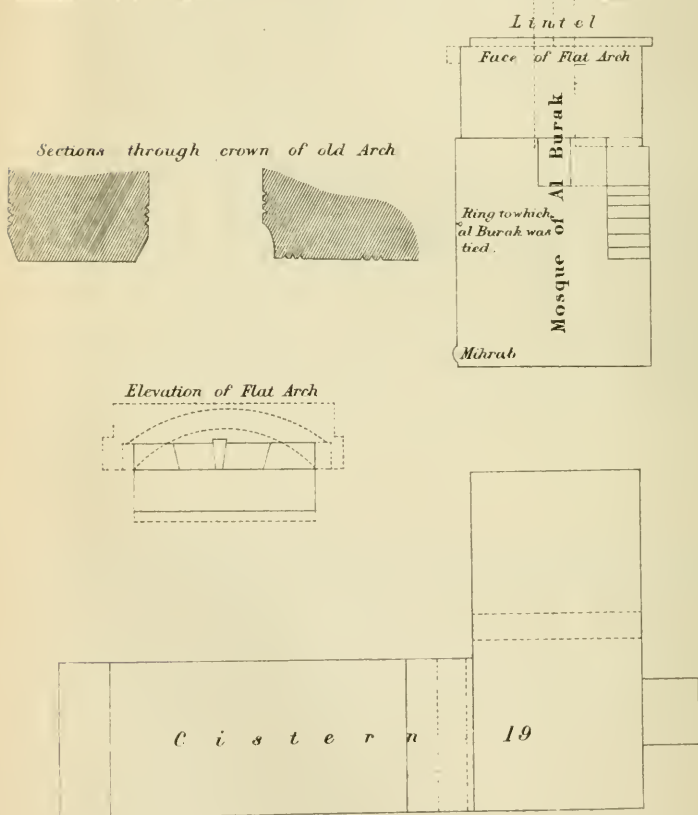 Lintel
Face of Flat Arch
Sections through crown of old Arch
Mosque of Al Burak
Ring to which
al Burak was
tied.
Mihrab
Elevation of Flat Arch
Cistern 19